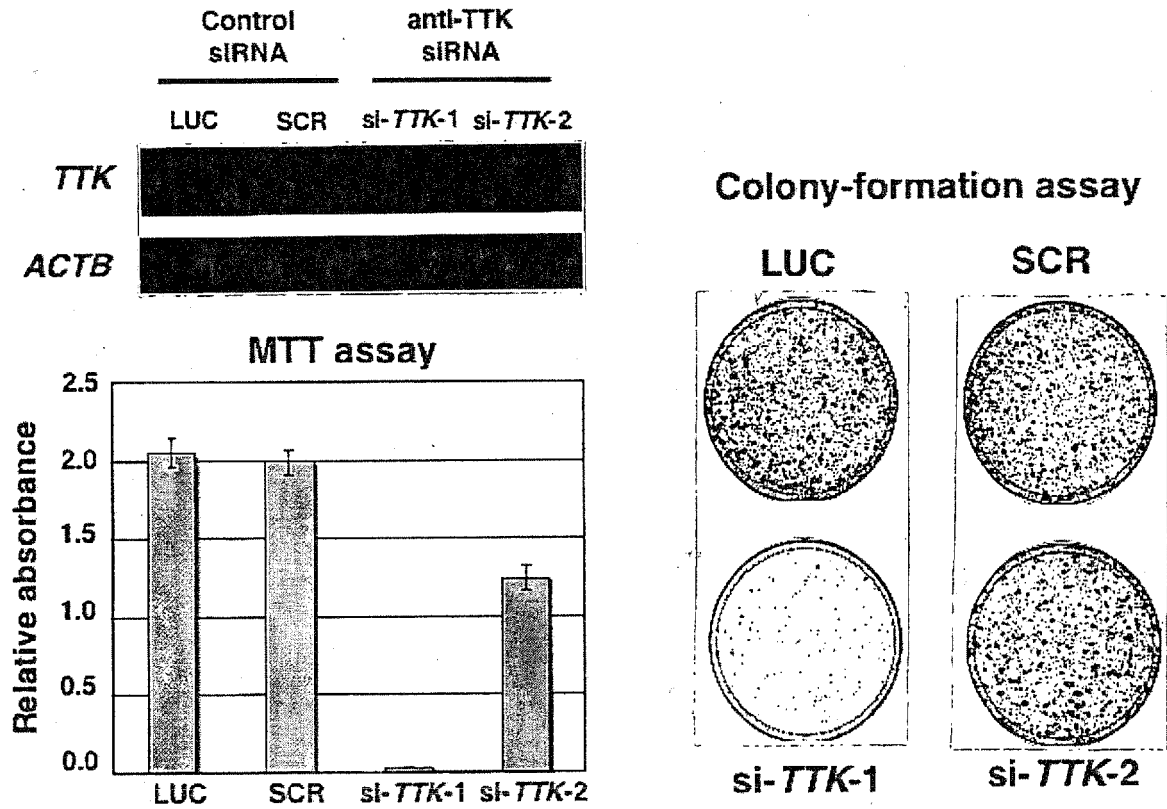 Control siRNA
anti-TTK siRNA
LUC SCR si-TTK-1 si-TTK-2
TTK
ACTB
MTT assay
Relative absorbance
2.5
2.0
1.5
1.0
0.5
0.0
LUC SCR si-TTK-1 si-TTK-2
Colony-formation assay
LUC SCR
si-TTK-1 si-TTK-2